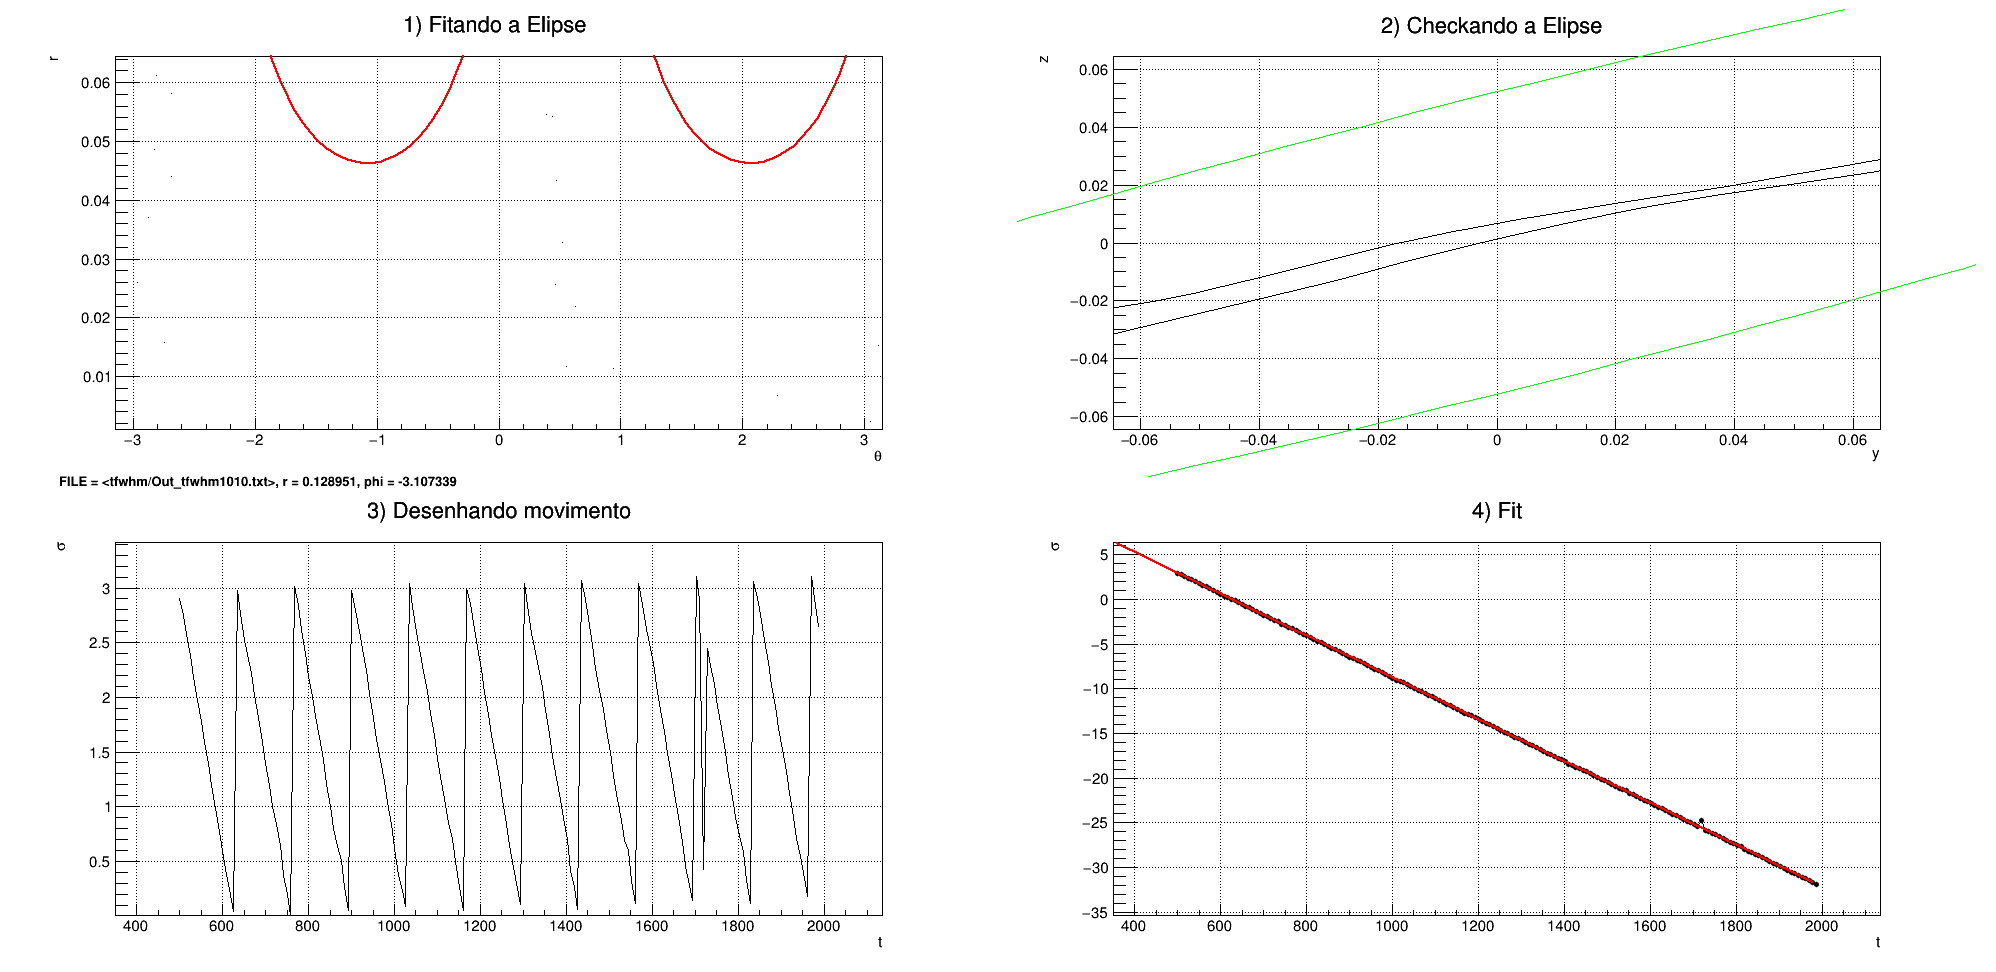 1) Fitando a Elipse
r
0.06
0.05
0.04
0.03
0.02
0.01
−3 −2 −1 0 1 2 3
θ
2) Checkando a Elipse
z
0.06
0.04
0.02
0
−0.02
−0.04
−0.06
−0.06 −0.04 −0.02 0 0.02 0.04 0.06
y
FILE = <tfwhm/Out_tfwhm1010.txt>, r = 0.128951, phi = -3.107339
3) Desenhando movimento
σ
3
2.5
2
1.5
1
0.5
400 600 800 1000 1200 1400 1600 1800 2000
t
4) Fit
σ
5
0
−5
−10
−15
−20
−25
−30
−35
400 600 800 1000 1200 1400 1600 1800 2000
t